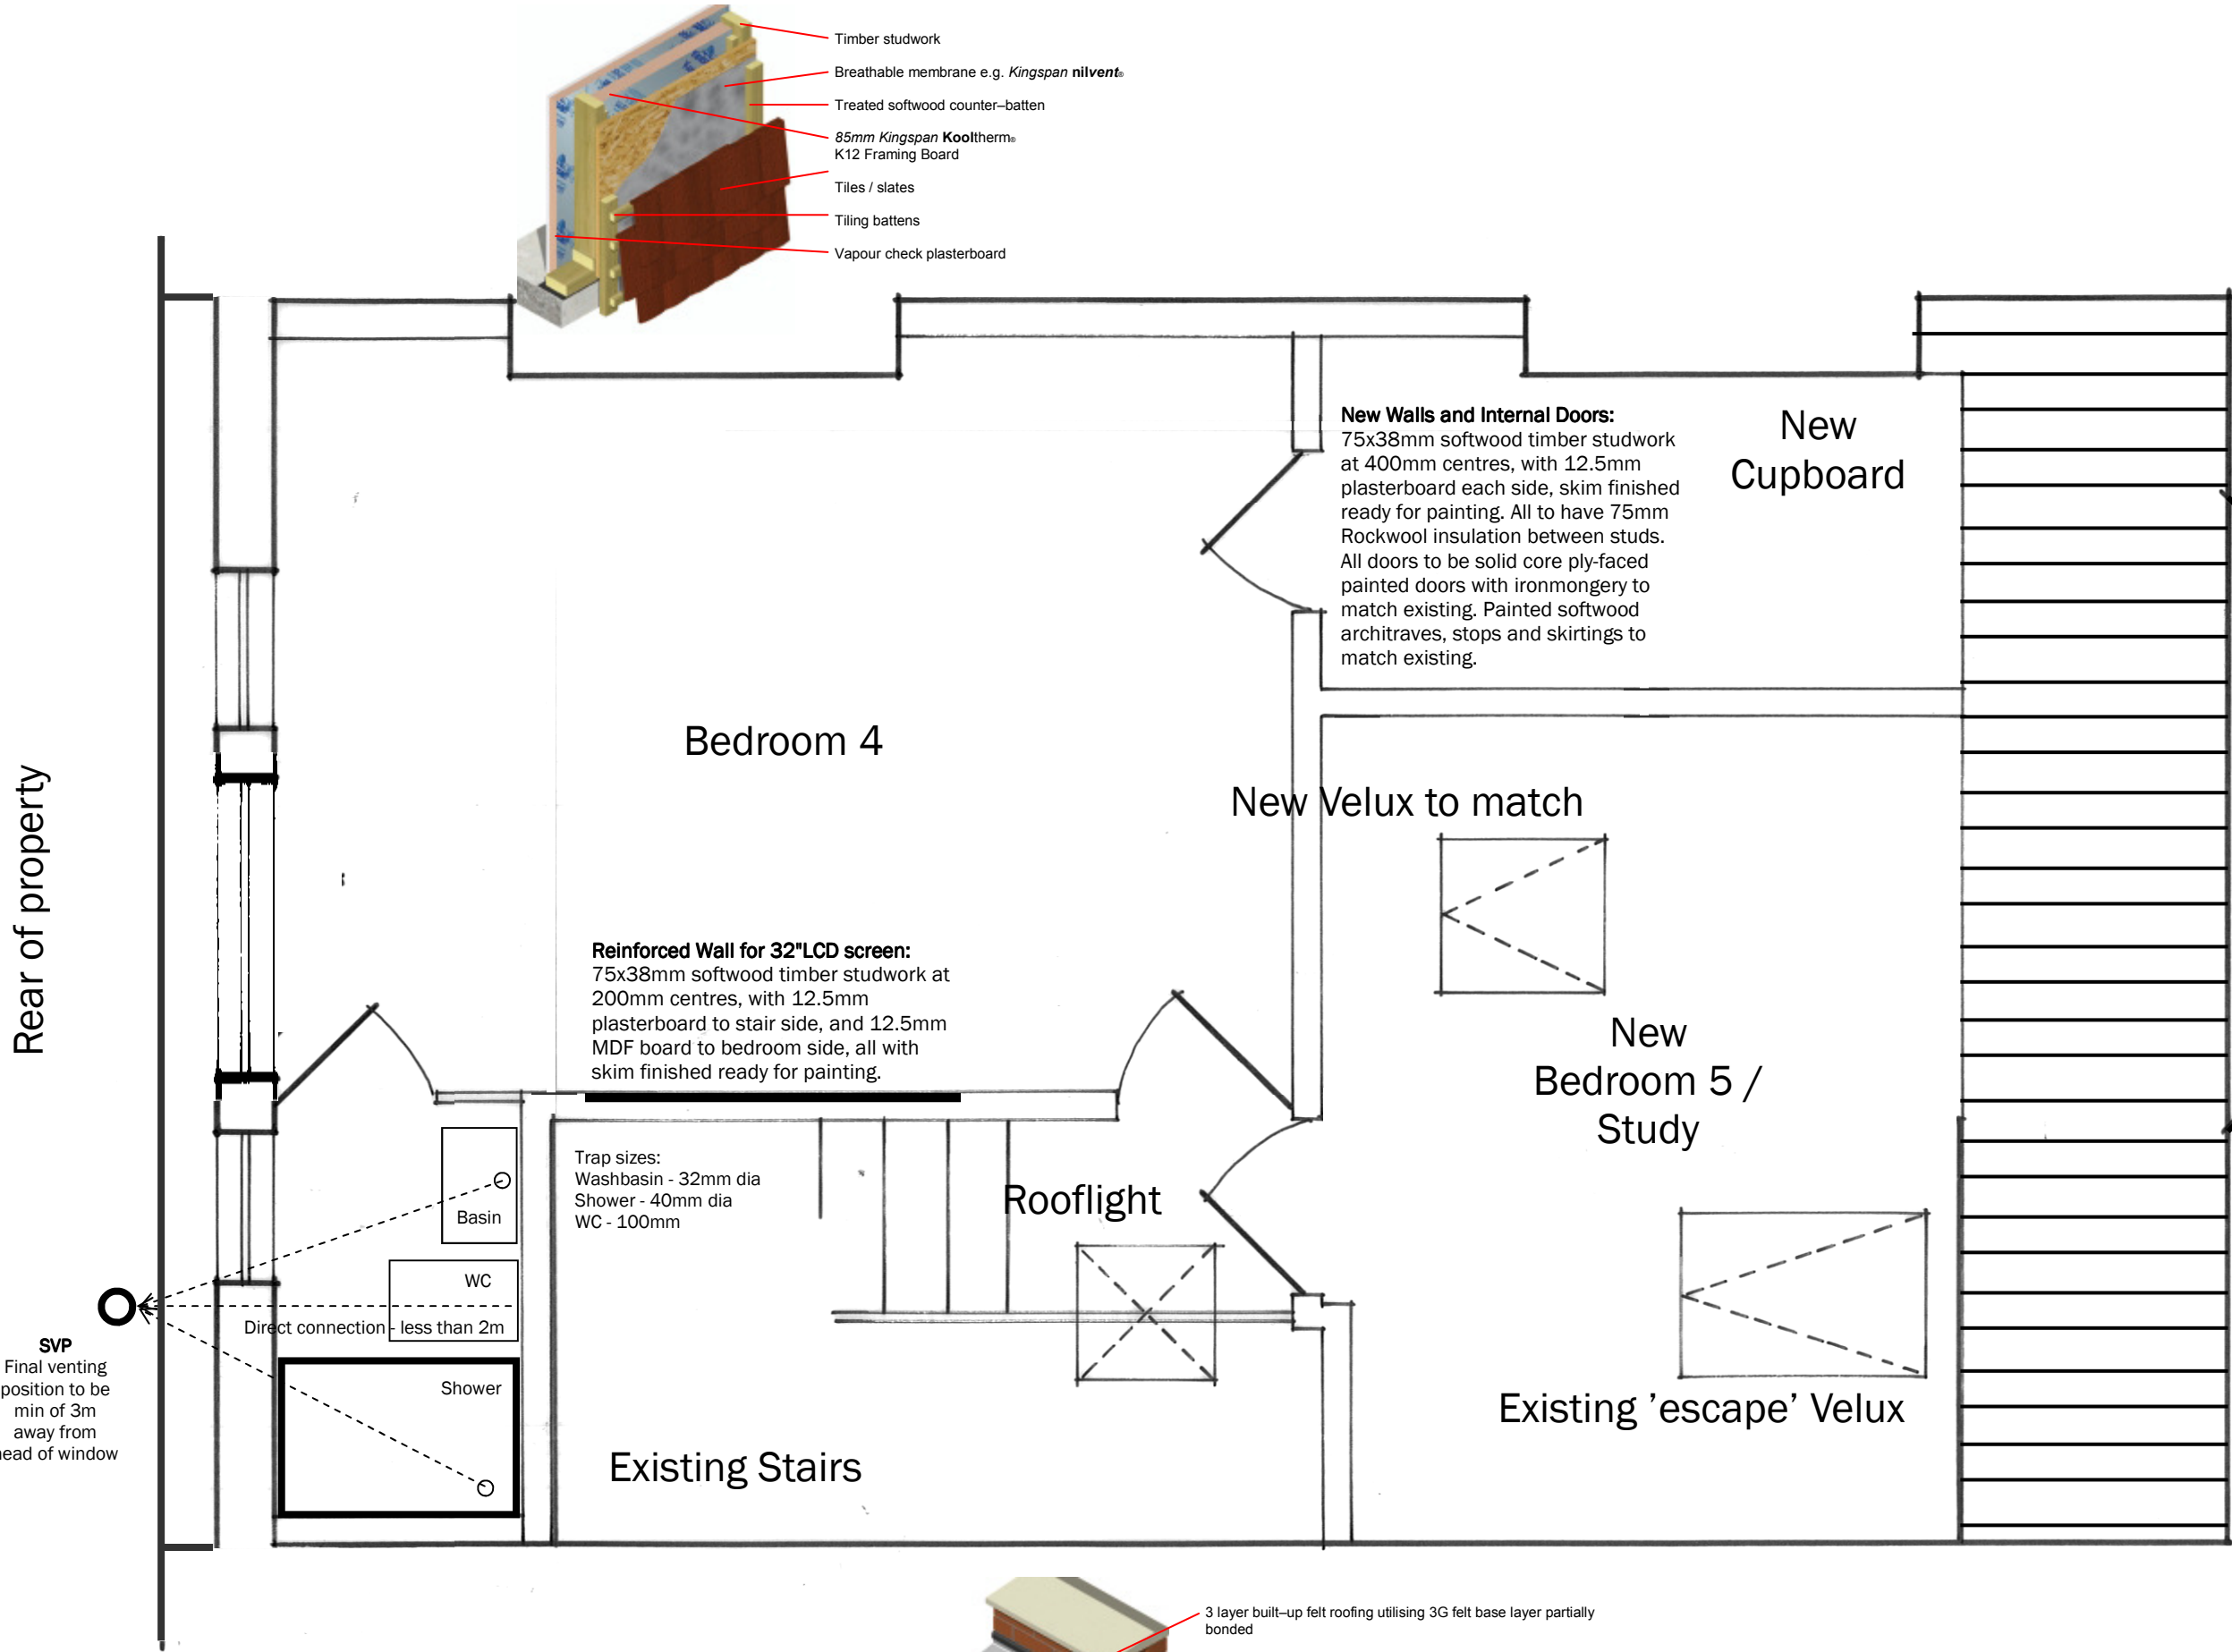 Timber studwork
Breathable membrane e.g. Kingspan nilvent®
Treated softwood counter–batten
85mm Kingspan Kooltherm®
K12 Framing Board
Tiles / slates
Tiling battens
Vapour check plasterboard
New Walls and Internal Doors:
75x38mm softwood timber studwork
at 400mm centres, with 12.5mm
plasterboard each side, skim finished
ready for painting. All to have 75mm
Rockwool insulation between studs.
All doors to be solid core ply-faced
painted doors with ironmongery to
match existing. Painted softwood
architraves, stops and skirtings to
match existing.
New
Cupboard
Bedroom 4
New Velux to match
Rear of property
Reinforced Wall for 32"LCD screen:
75x38mm softwood timber studwork at
200mm centres, with 12.5mm
plasterboard to stair side, and 12.5mm
MDF board to bedroom side, all with
skim finished ready for painting.
New
Bedroom 5 /
Study
Trap sizes:
Washbasin - 32mm dia
Shower - 40mm dia
WC - 100mm
Rooflight
Basin
WC
Direct connection - less than 2m
SVP
Final venting
position to be
min of 3m
away from
head of window
Shower
Existing 'escape' Velux
Existing Stairs
3 layer built–up felt roofing utilising 3G felt base layer partially
bonded